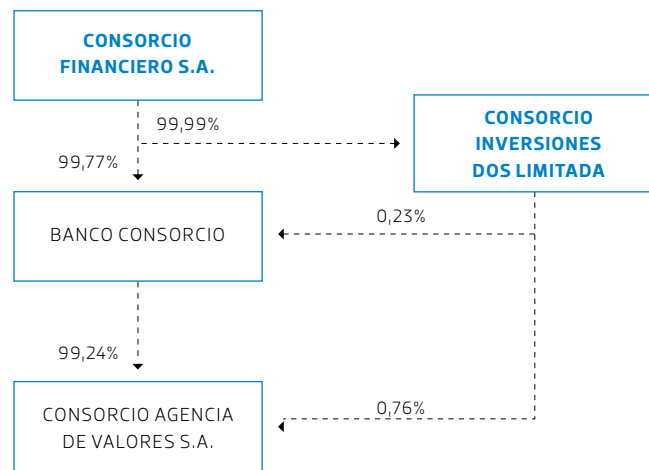 CONSORCIO
FINANCIERO S.A.
99,99%
CONSORCIO
INVERSIONES
DOS LIMITADA
99,77%
BANCO CONSORCIO
0,23%
99,24%
CONSORCIO AGENCIA
DE VALORES S.A.
0,76%